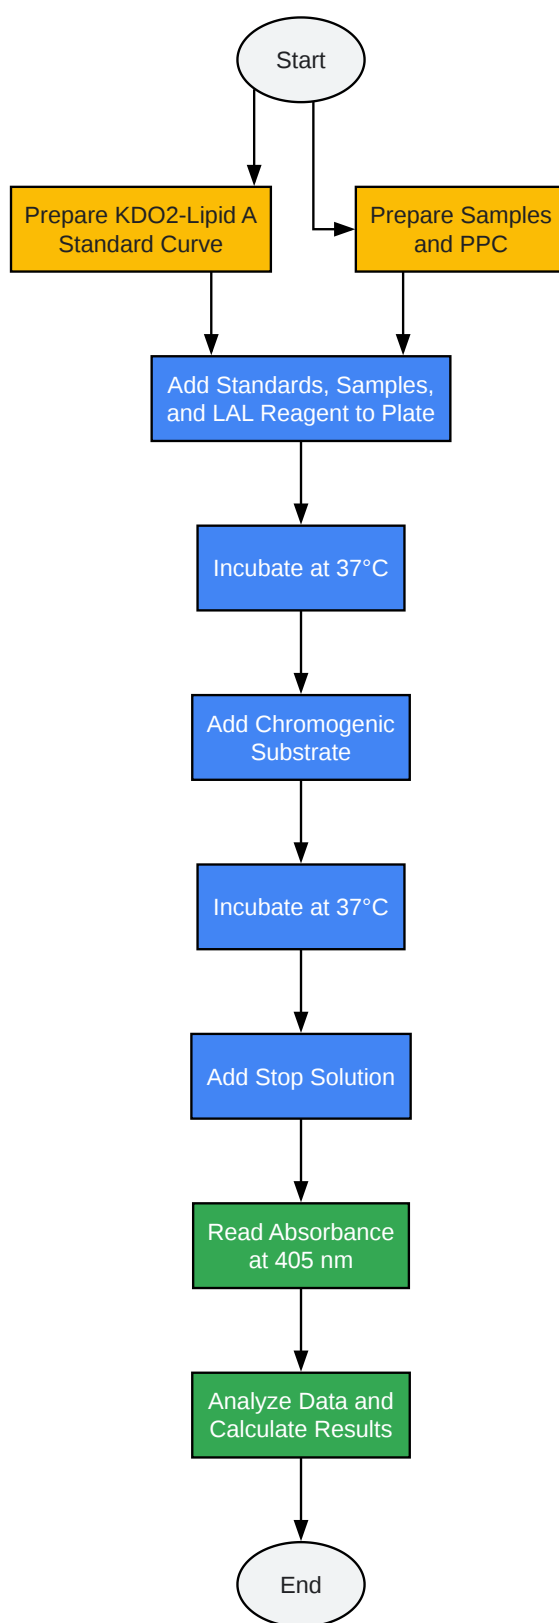 Start
Prepare KDO2-Lipid A
Standard Curve
Prepare Samples
and PPC
Add Standards, Samples,
and LAL Reagent to Plate
Incubate at 37°C
Add Chromogenic
Substrate
Incubate at 37°C
Add Stop Solution
Read Absorbance
at 405 nm
Analyze Data and
Calculate Results
End